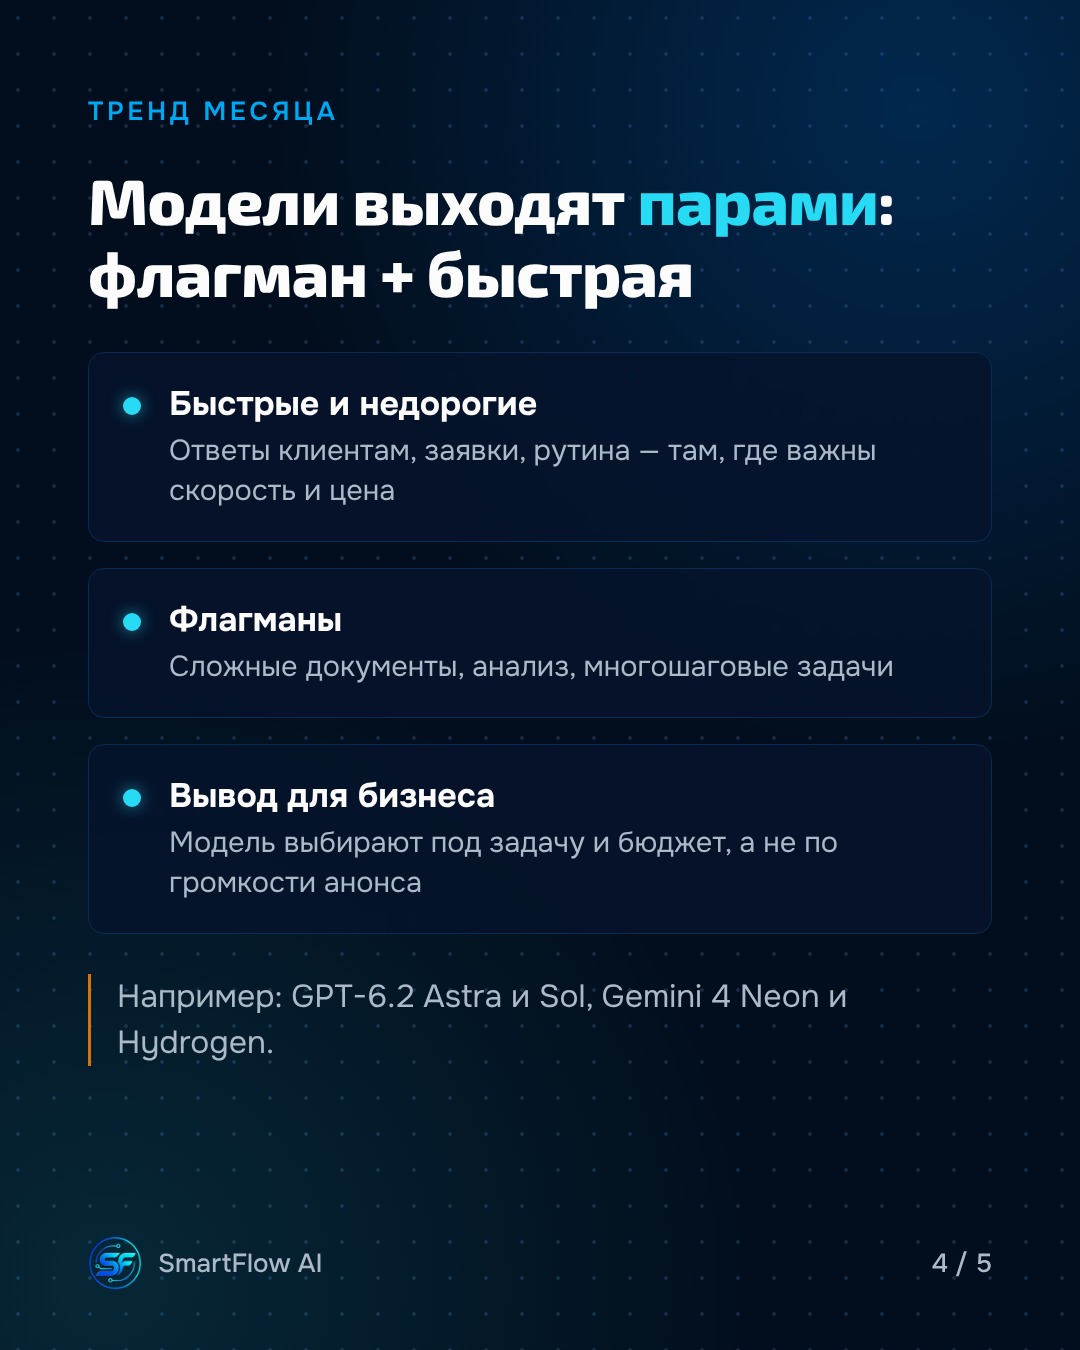 ТРЕНД МЕСЯЦА
Модели выходят парами:
флагман + быстрая
Быстрые и недорогие
Ответы клиентам, заявки, рутина — там, где важны
скорость и цена
Флагманы
Сложные документы, анализ, многошаговые задачи
Вывод для бизнеса
Модель выбирают под задачу и бюджет, а не по
громкости анонса
Например: GPT-6.2 Astra и Sol, Gemini 4 Neon и
Hydrogen.
SF SmartFlow AI
4 / 5